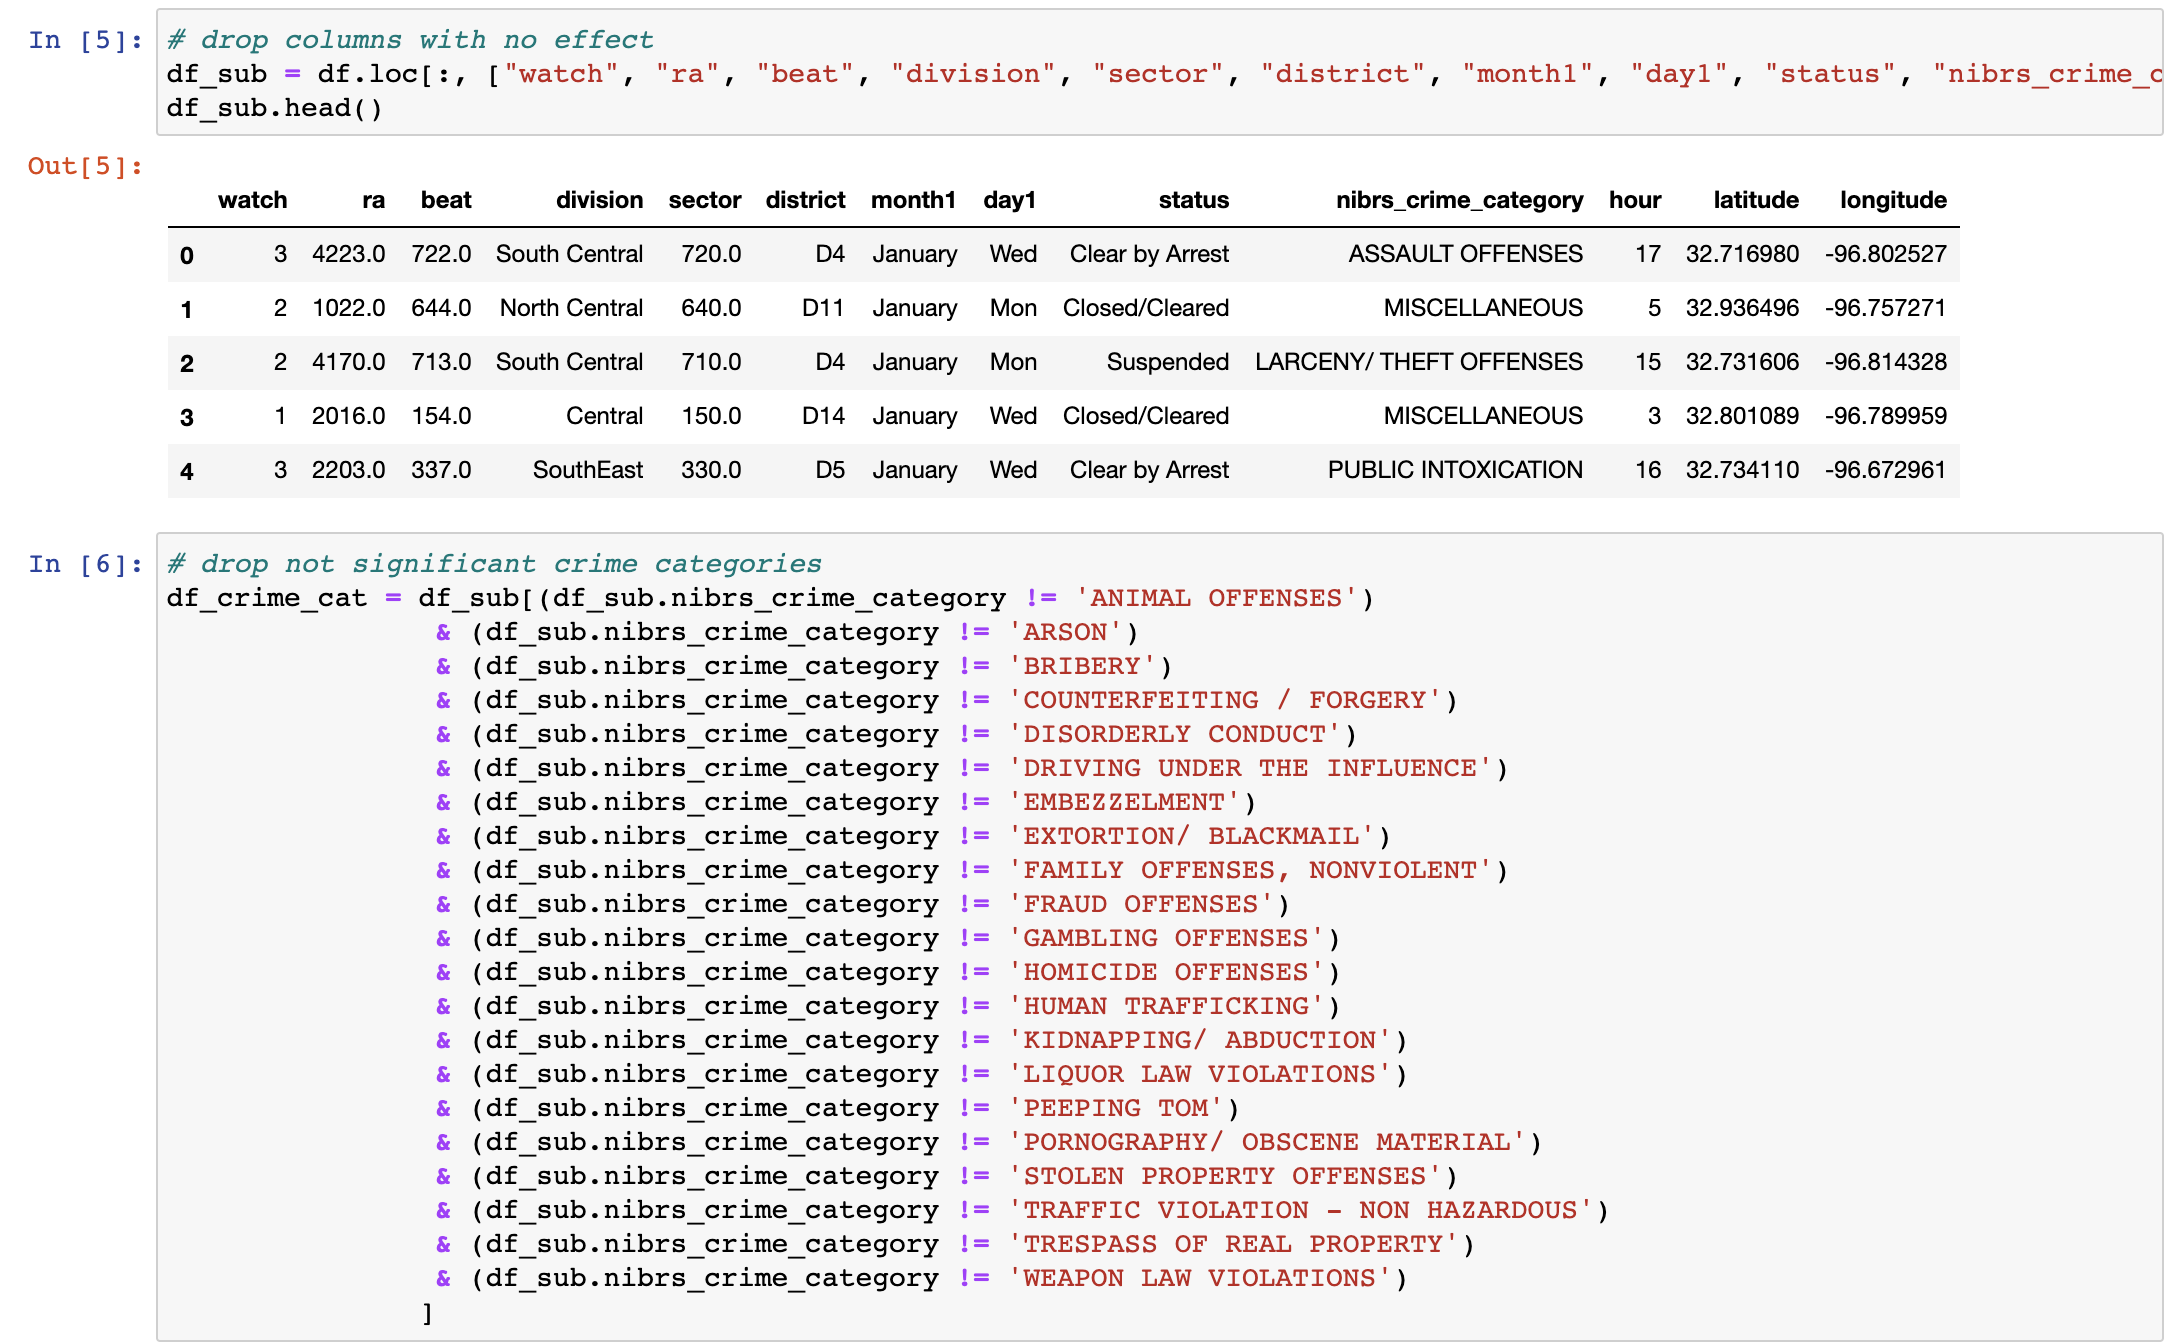 In [5]: # drop columns with no effect
df_sub = df.loc[:, ["watch", "ra", "beat", "division", "sector", "district", "month1", "day1", "status", "nibrs_crime_c
df_sub.head()
Out[5]:
watch ra beat division sector district month1 day1 status nibrs_crime_category hour latitude longitude
0 3 4223.0 722.0 South Central 720.0 D4 January Wed Clear by Arrest ASSAULT OFFENSES 17 32.716980 -96.802527
1 2 1022.0 644.0 North Central 640.0 D11 January Mon Closed/Cleared MISCELLANEOUS 5 32.936496 -96.757271
2 2 4170.0 713.0 South Central 710.0 D4 January Mon Suspended LARCENY/ THEFT OFFENSES 15 32.731606 -96.814328
3 1 2016.0 154.0 Central 150.0 D14 January Wed Closed/Cleared MISCELLANEOUS 3 32.801089 -96.789959
4 3 2203.0 337.0 SouthEast 330.0 D5 January Wed Clear by Arrest PUBLIC INTOXICATION 16 32.734110 -96.672961
In [6]: # drop not significant crime categories
df_crime_cat = df_sub[(df_sub.nibrs_crime_category != 'ANIMAL OFFENSES')
& (df_sub.nibrs_crime_category != 'ARSON')
& (df_sub.nibrs_crime_category != 'BRIBERY')
& (df_sub.nibrs_crime_category != 'COUNTERFEITING / FORGERY')
& (df_sub.nibrs_crime_category != 'DISORDERLY CONDUCT')
& (df_sub.nibrs_crime_category != 'DRIVING UNDER THE INFLUENCE')
& (df_sub.nibrs_crime_category != 'EMBEZZELMENT')
& (df_sub.nibrs_crime_category != 'EXTORTION/ BLACKMAIL')
& (df_sub.nibrs_crime_category != 'FAMILY OFFENSES, NONVIOLENT')
& (df_sub.nibrs_crime_category != 'FRAUD OFFENSES')
& (df_sub.nibrs_crime_category != 'GAMBLING OFFENSES')
& (df_sub.nibrs_crime_category != 'HOMICIDE OFFENSES')
& (df_sub.nibrs_crime_category != 'HUMAN TRAFFICKING')
& (df_sub.nibrs_crime_category != 'KIDNAPPING/ ABDUCTION')
& (df_sub.nibrs_crime_category != 'LIQUOR LAW VIOLATIONS')
& (df_sub.nibrs_crime_category != 'PEEPING TOM')
& (df_sub.nibrs_crime_category != 'PORNOGRAPHY/ OBSCENE MATERIAL')
& (df_sub.nibrs_crime_category != 'STOLEN PROPERTY OFFENSES')
& (df_sub.nibrs_crime_category != 'TRAFFIC VIOLATION - NON HAZARDOUS')
& (df_sub.nibrs_crime_category != 'TRESPASS OF REAL PROPERTY')
& (df_sub.nibrs_crime_category != 'WEAPON LAW VIOLATIONS')
]